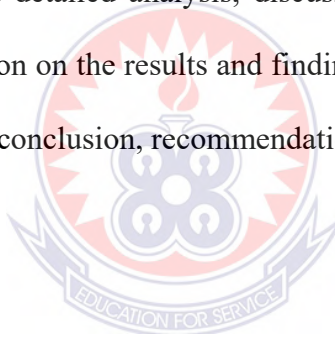 detailed analysis, discus
on on the results and findin
conclusion, recommendati
EDUCATION FOR SERVICE